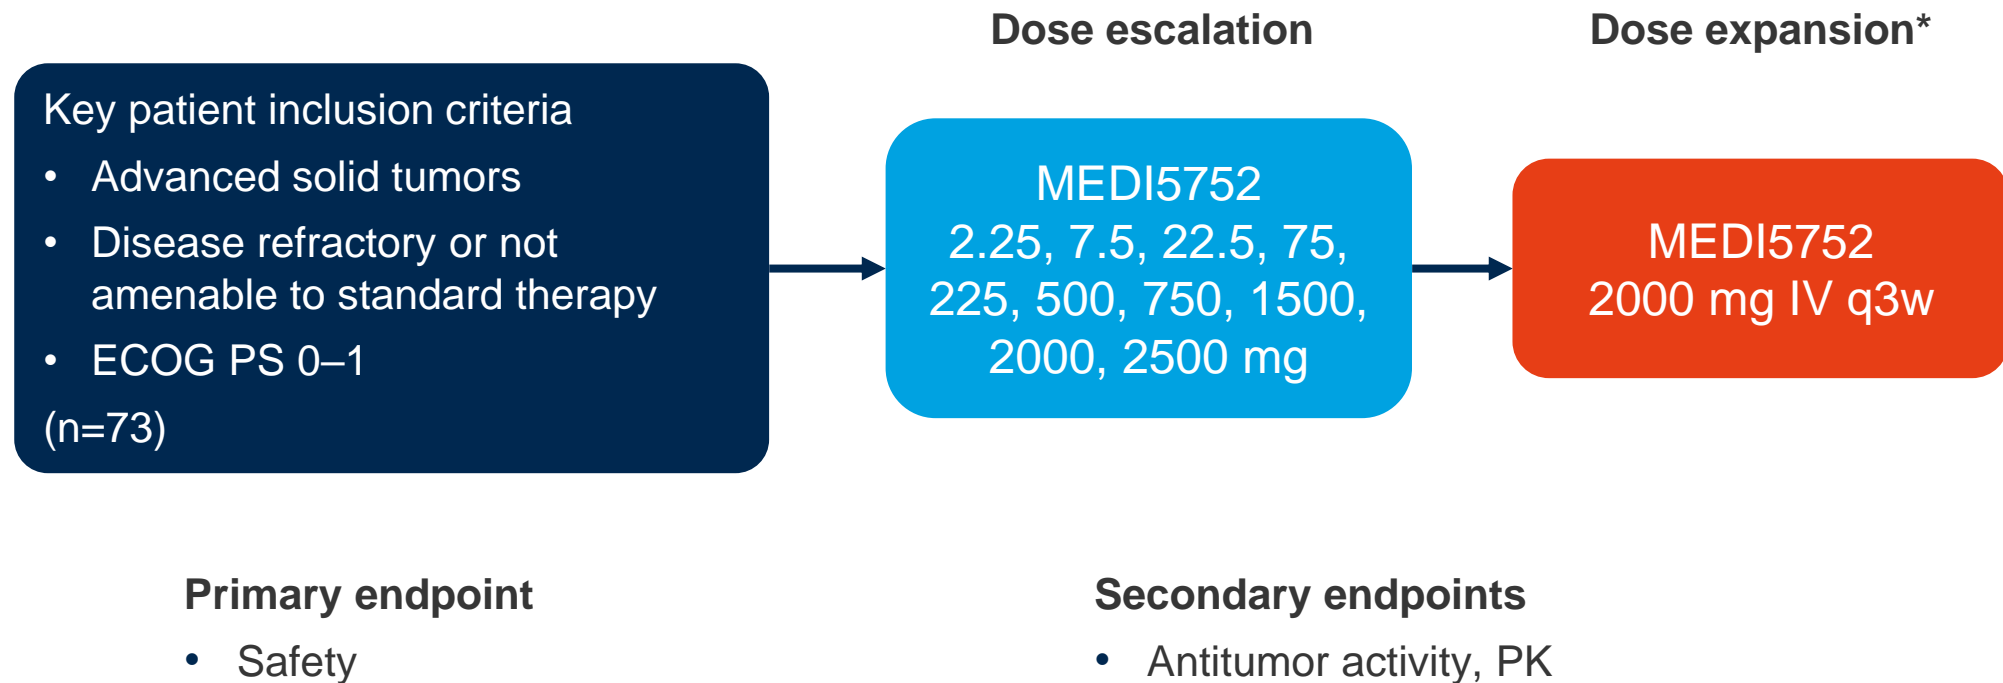 Dose escalation
Dose expansion*
Key patient inclusion criteria
• Advanced solid tumors
• Disease refractory or not
amenable to standard therapy
• ECOG PS 0–1
(n=73)
MEDI5752
2.25, 7.5, 22.5, 75,
225, 500, 750, 1500,
2000, 2500 mg
MEDI5752
2000 mg IV q3w
Primary endpoint
• Safety
Secondary endpoints
• Antitumor activity, PK